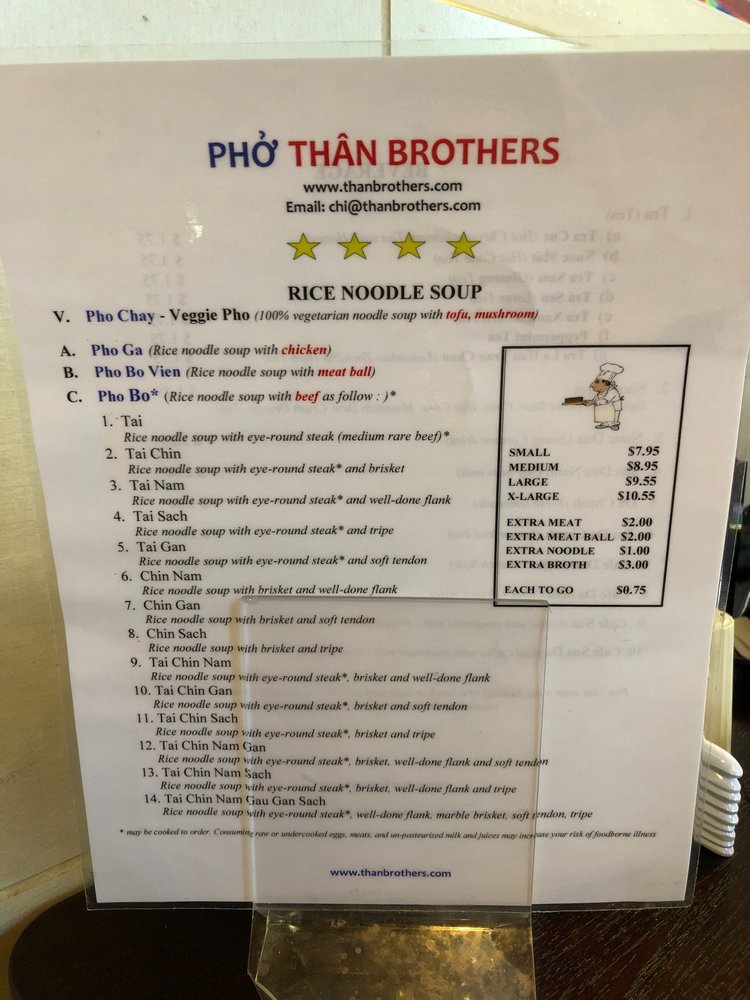 PHỞ THÂN BROTHERS
www.thanbrothers.com
Email: chi@thanbrothers.com
RICE NOODLE SOUP
V. Pho Chay - Veggie Pho (100% vegetarian noodle soup with tofu, mushroom)
A. Pho Ga (Rice noodle soup with chicken)
B. Pho Bo Vien (Rice noodle soup with meat ball)
C. Pho Bo* (Rice noodle soup with beef as follow : )*
1. Tai
Rice noodle soup with eye-round steak (medium rare beef)*
2. Tai Chin
Rice noodle soup with eye-round steak* and brisket
3. Tai Nam
Rice noodle soup with eye-round steak* and well-done flank
4. Tai Sach
Rice noodle soup with eye-round steak* and tripe
5. Tai Gan
Rice noodle soup with eye-round steak* and soft tendon
6. Chin Nam
Rice noodle soup with brisket and well-done flank
7. Chin Gan
Rice noodle soup with brisket and soft tendon
8. Chin Sach
Rice noodle soup with brisket and tripe
9. Tai Chin Nam
Rice noodle soup with eye-round steak*, brisket and well-done flank
10. Tai Chin Gan
Rice noodle soup with eye-round steak*, brisket and soft tendon
11. Tai Chin Sach
Rice noodle soup with eye-round steak*, brisket and tripe
12. Tai Chin Nam Gan
Rice noodle soup with eye-round steak*, brisket, well-done flank and soft tendon
13. Tai Chin Nam Sach
Rice noodle soup with eye-round steak*, brisket, well-done flank and tripe
14. Tai Chin Nam Gau Gan Sach
Rice noodle soup with eye-round steak*, well-done flank, marble brisket, soft tendon, tripe
* may be cooked to order. Consuming raw or undercooked eggs, meats, and un-pasteurized milk and juices may increase your risk of foodborne illness
www.thanbrothers.com
SMALL $7.95
MEDIUM $8.95
LARGE $9.55
X-LARGE $10.55
EXTRA MEAT $2.00
EXTRA MEAT BALL $2.00
EXTRA NOODLE $1.00
EXTRA BROTH $3.00
EACH TO GO $0.75